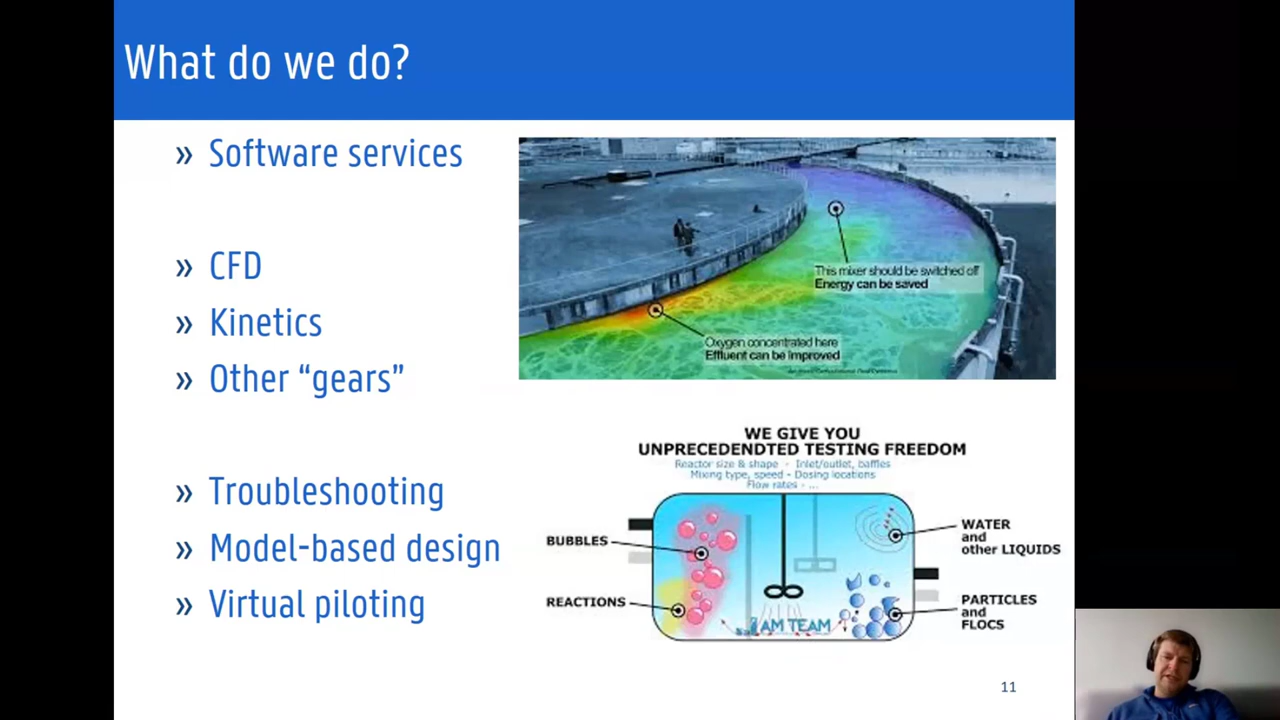 What do we do?
» Software services
» CFD
» Kinetics
» Other “gears”
» Troubleshooting
» Model-based design
» Virtual piloting
This mixer should be switched off
Energy can be saved
Oxygen concentrated here
Effluent can be improved
WE GIVE YOU
UNPRECEDENDTED TESTING FREEDOM
Reactor size & shape - Inlet/outlet, baffles
Mixing type, speed - Dosing locations
Flow rates - ...
BUBBLES
REACTIONS
WATER
and
other LIQUIDS
PARTICLES
and
FLOCS
AM TEAM
11